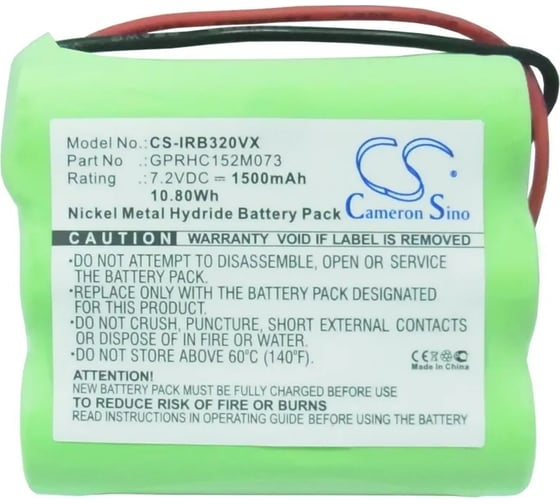 Model No.:CS-IRB320VX
Part No .:GPRHC152M073
Rating :7.2VDC ⎓ 1500mAh
10.80Wh
Nickel Metal Hydride Battery Pack
CS
Cameron Sino
CAUTION WARRANTY VOID IF LABEL IS REMOVED
•DO NOT ATTEMPT TO DISASSEMBLE, OPEN OR SERVICE
THE BATTERY PACK.
•REPLACE ONLY WITH THE BATTERY PACK DESIGNATED
FOR THIS PRODUCT.
•DO NOT CRUSH, PUNCTURE, SHORT EXTERNAL CONTACTS
OR DISPOSE OF IN FIRE OR WATER.
•DO NOT STORE ABOVE 60°C (140°F).
CE
Made In China
ATTENTION!
NEW BATTERY PACK MUST BE FULLY CHARGED BEFORE USE
•TO REDUCE RISK OF FIRE OR BURNS
READ INSTRUCTIONS IN OPERATING GUIDE BEFORE USING